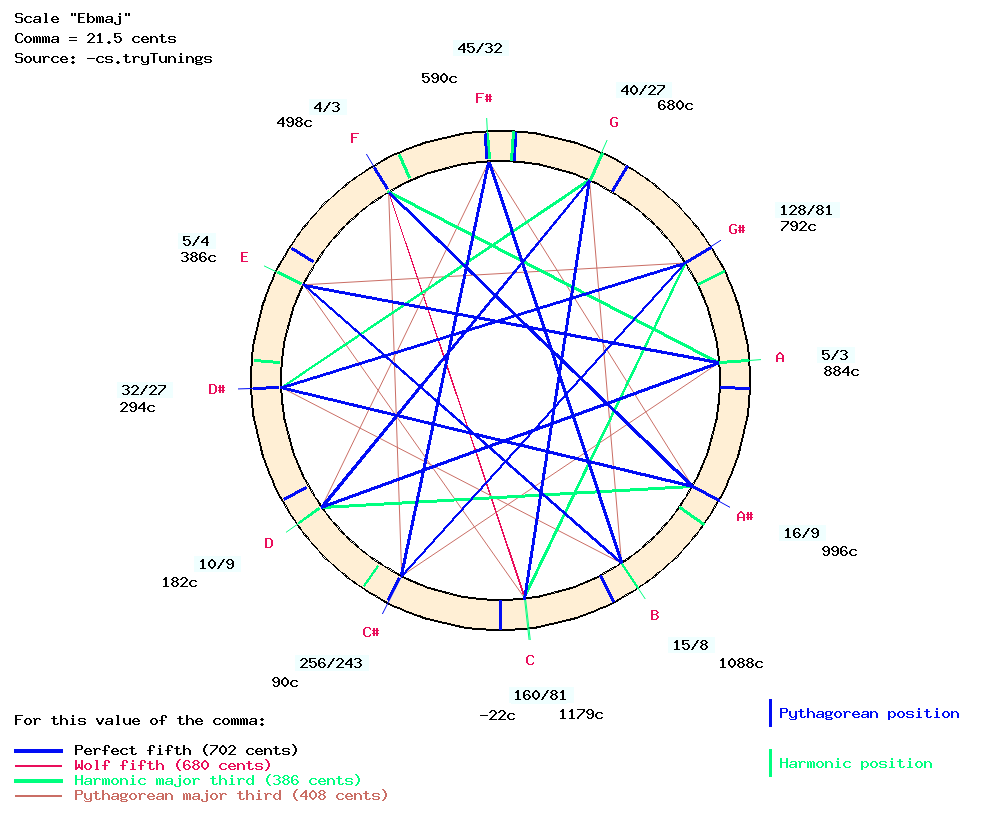 Scale "Ebmaj"
Comma = 21.5 cents
Source: -cs.tryTunings
45/32
590c
F#
40/27
680c
G
4/3
498c
F
128/81
792c
G#
5/4
386c
E
5/3
884c
A
32/27
294c
D#
16/9
996c
A#
10/9
182c
D
15/8
1088c
B
256/243
90c
C#
C
160/81
-22c
1179c
For this value of the comma:
Perfect fifth (702 cents)
Wolf fifth (680 cents)
Harmonic major third (386 cents)
Pythagorean major third (408 cents)
Pythagorean position
Harmonic position